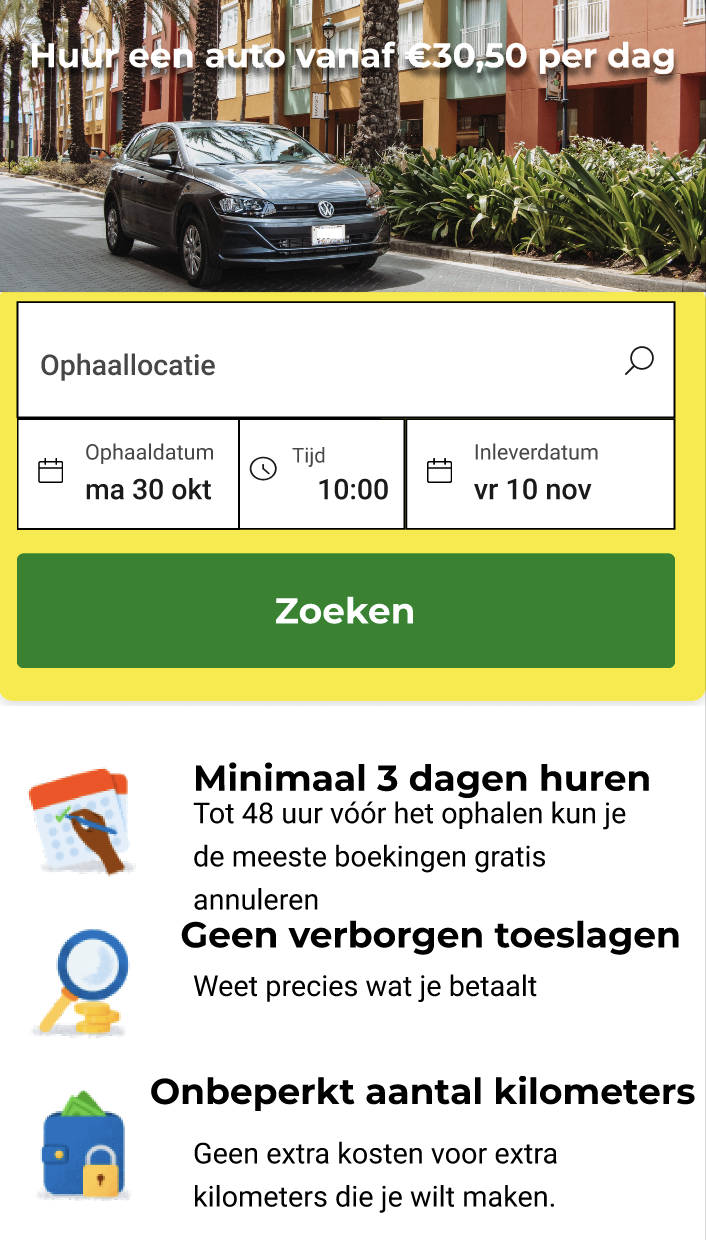 Huur een auto vanaf €30,50 per dag
Ophaallocatie
Ophaaldatum
ma 30 okt
Tijd
10:00
Inleverdatum
vr 10 nov
Zoeken
Minimaal 3 dagen huren
Tot 48 uur vóór het ophalen kun je
de meeste boekingen gratis
annuleren
Geen verborgen toeslagen
Weet precies wat je betaalt
Onbeperkt aantal kilometers
Geen extra kosten voor extra
kilometers die je wilt maken.